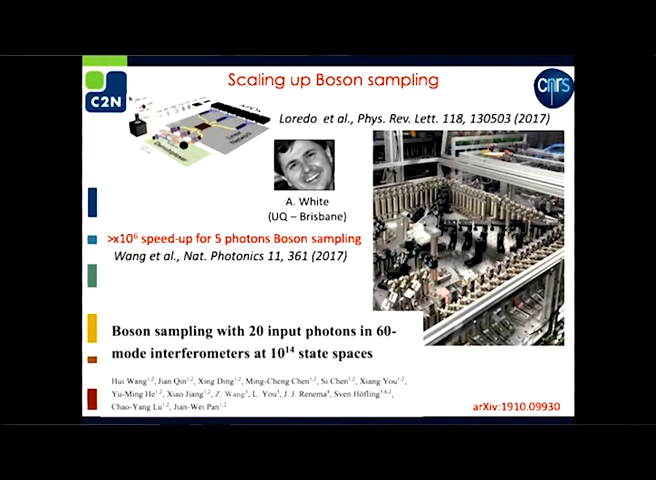 Scaling up Boson sampling
C2N
cnrs
Loredo et al., Phys. Rev. Lett. 118, 130503 (2017)
Demultiplexer
Network
A. White
(UQ – Brisbane)
>x10⁶ speed-up for 5 photons Boson sampling
Wang et al., Nat. Photonics 11, 361 (2017)
Boson sampling with 20 input photons in 60-
mode interferometers at 10¹⁴ state spaces
Hui Wang¹,², Jian Qin¹,², Xing Ding¹,², Ming-Cheng Chen¹,², Si Chen¹,², Xiang You¹,²,
Yu-Ming He¹,², Xiao Jiang¹,², Z. Wang³, L. You³, J. J. Renema⁴, Sven Höfling⁵,⁶,²,
Chao-Yang Lu¹,², Jian-Wei Pan¹,²
arXiv:1910.09930